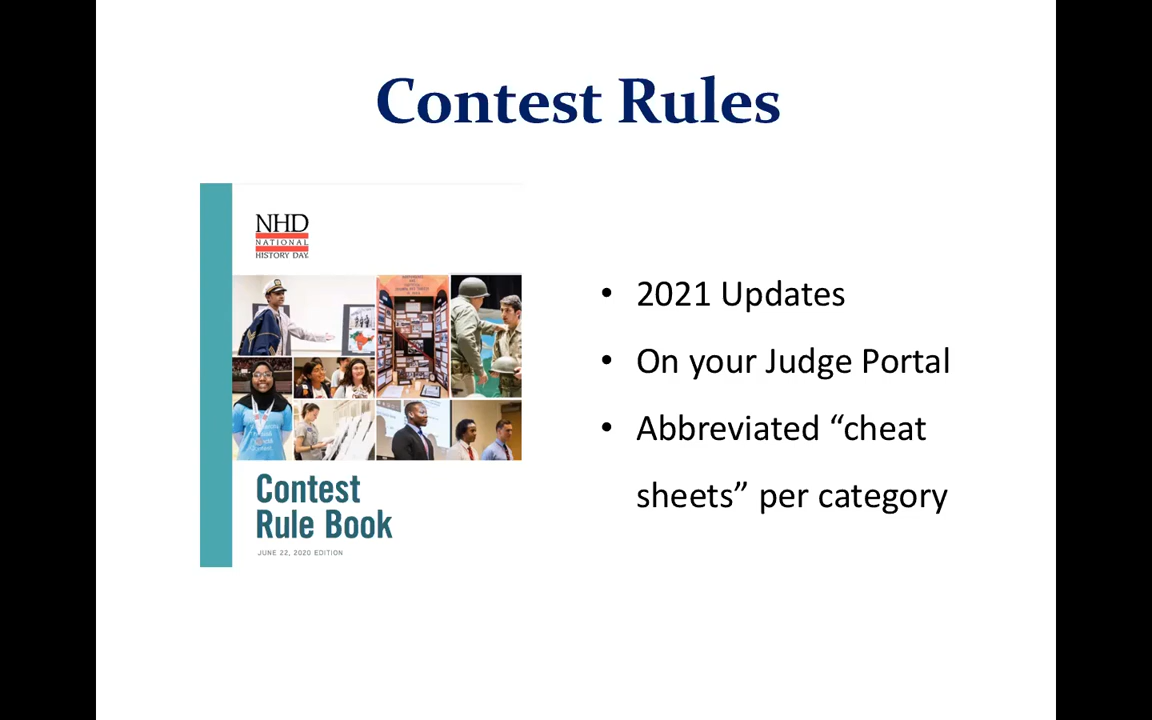 Contest Rules
NHD
NATIONAL
HISTORY DAY
Contest
Rule Book
JUNE 22, 2020 EDITION
• 2021 Updates
• On your Judge Portal
• Abbreviated “cheat
sheets” per category